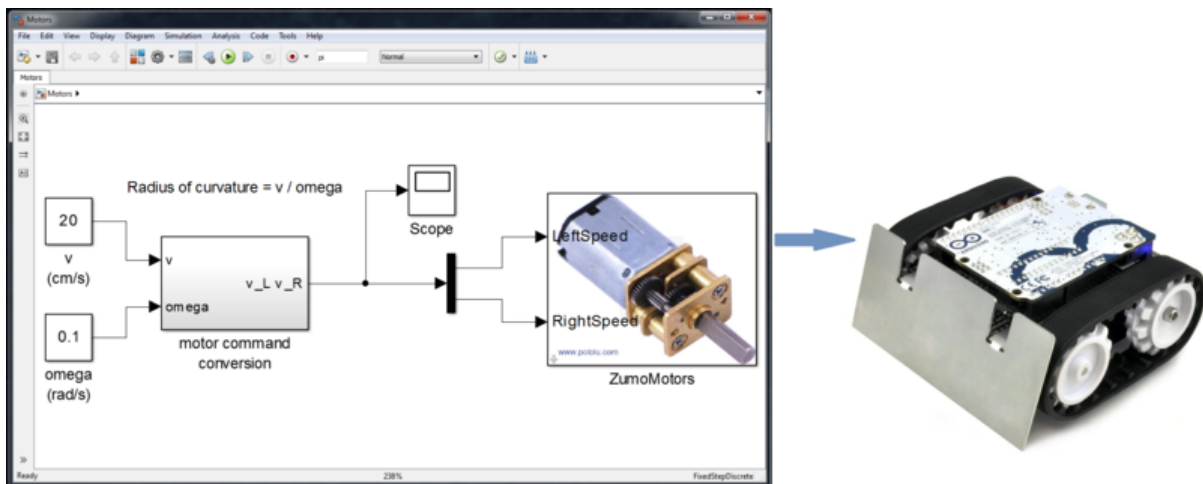 Motors
File Edit View Display Diagram Simulation Analysis Code Tools Help
pi
Normal
Motors
Motors
Radius of curvature = v / omega
20
v
(cm/s)
0.1
omega
(rad/s)
v
omega
v_L v_R
motor command
conversion
Scope
LeftSpeed
RightSpeed
www.pololu.com
ZumoMotors
Ready
238%
FixedStepDiscrete